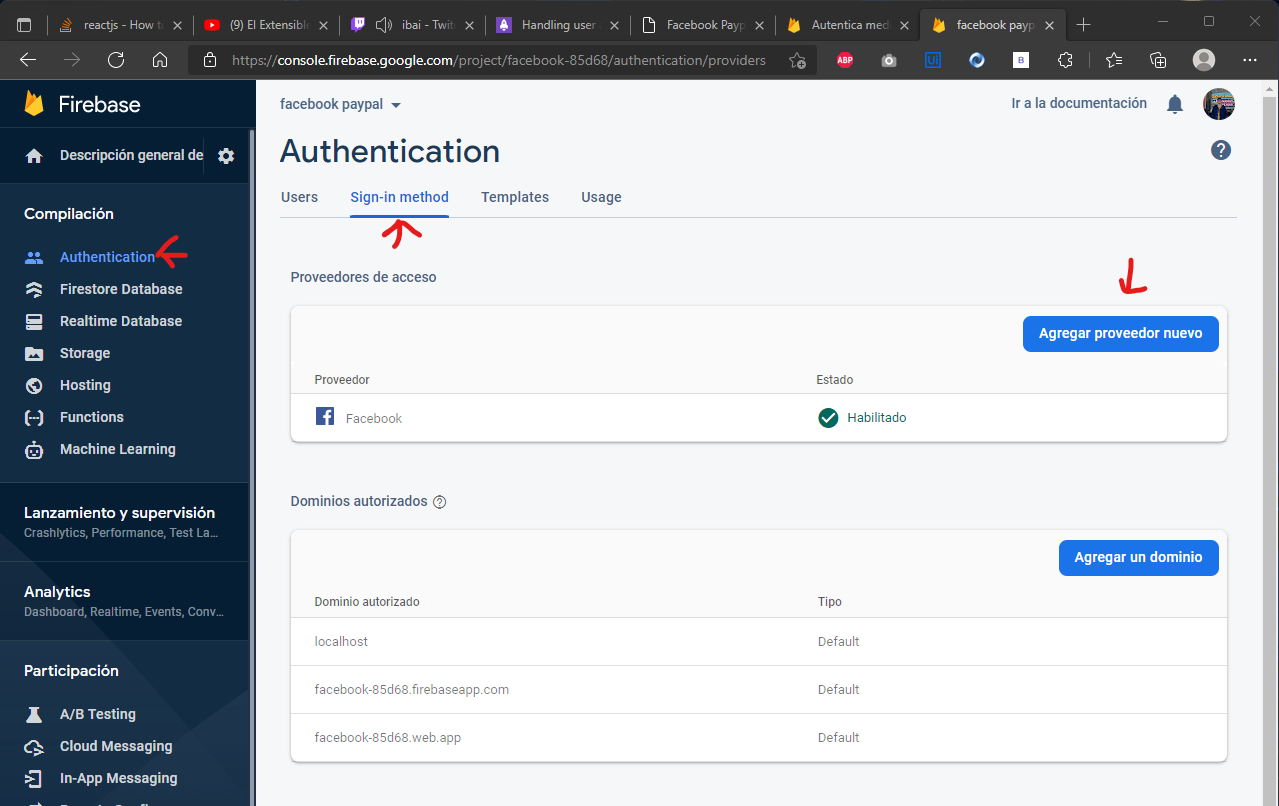 reactjs - How t
(9) El Extensible
ibai - Twit
Handling user
Facebook Payp
Autentica med
facebook payp
https://console.firebase.google.com/project/facebook-85d68/authentication/providers
ABP
Ui
B
Firebase
facebook paypal
Ir a la documentación
Descripción general de
Authentication
Users
Sign-in method
Templates
Usage
Compilación
Authentication
Firestore Database
Realtime Database
Storage
Hosting
Functions
Machine Learning
Lanzamiento y supervisión
Crashlytics, Performance, Test La...
Analytics
Dashboard, Realtime, Events, Conv...
Participación
A/B Testing
Cloud Messaging
In-App Messaging
Proveedores de acceso
Agregar proveedor nuevo
Proveedor Estado
Facebook Habilitado
Dominios autorizados
Agregar un dominio
Dominio autorizado Tipo
localhost Default
facebook-85d68.firebaseapp.com Default
facebook-85d68.web.app Default